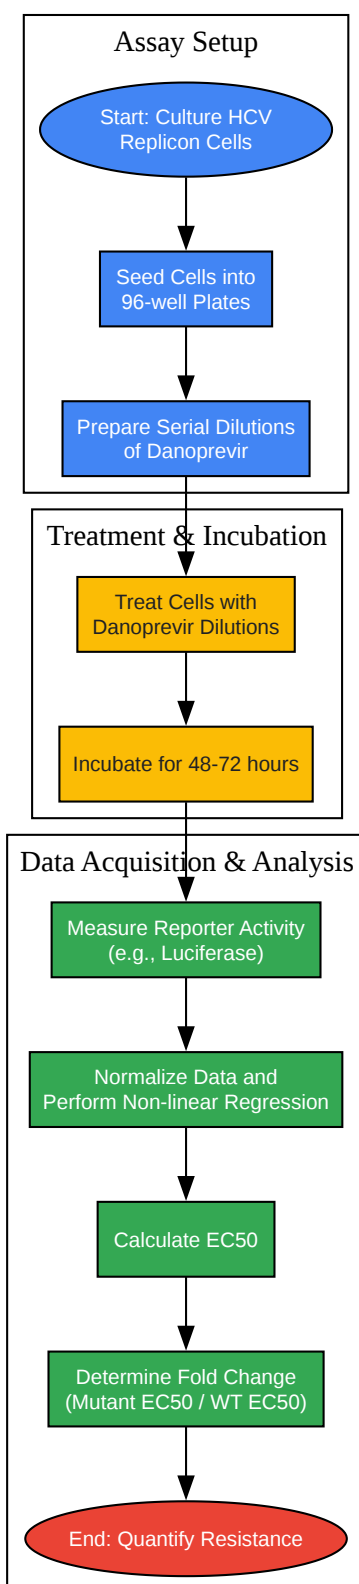 Assay Setup
Start: Culture HCV
Replicon Cells
Seed Cells into
96-well Plates
Prepare Serial Dilutions
of Danoprevir
Treatment & Incubation
Treat Cells with
Danoprevir Dilutions
Incubate for 48-72 hours
Data Acquisition & Analysis
Measure Reporter Activity
(e.g., Luciferase)
Normalize Data and
Perform Non-linear Regression
Calculate EC50
Determine Fold Change
(Mutant EC50 / WT EC50)
End: Quantify Resistance